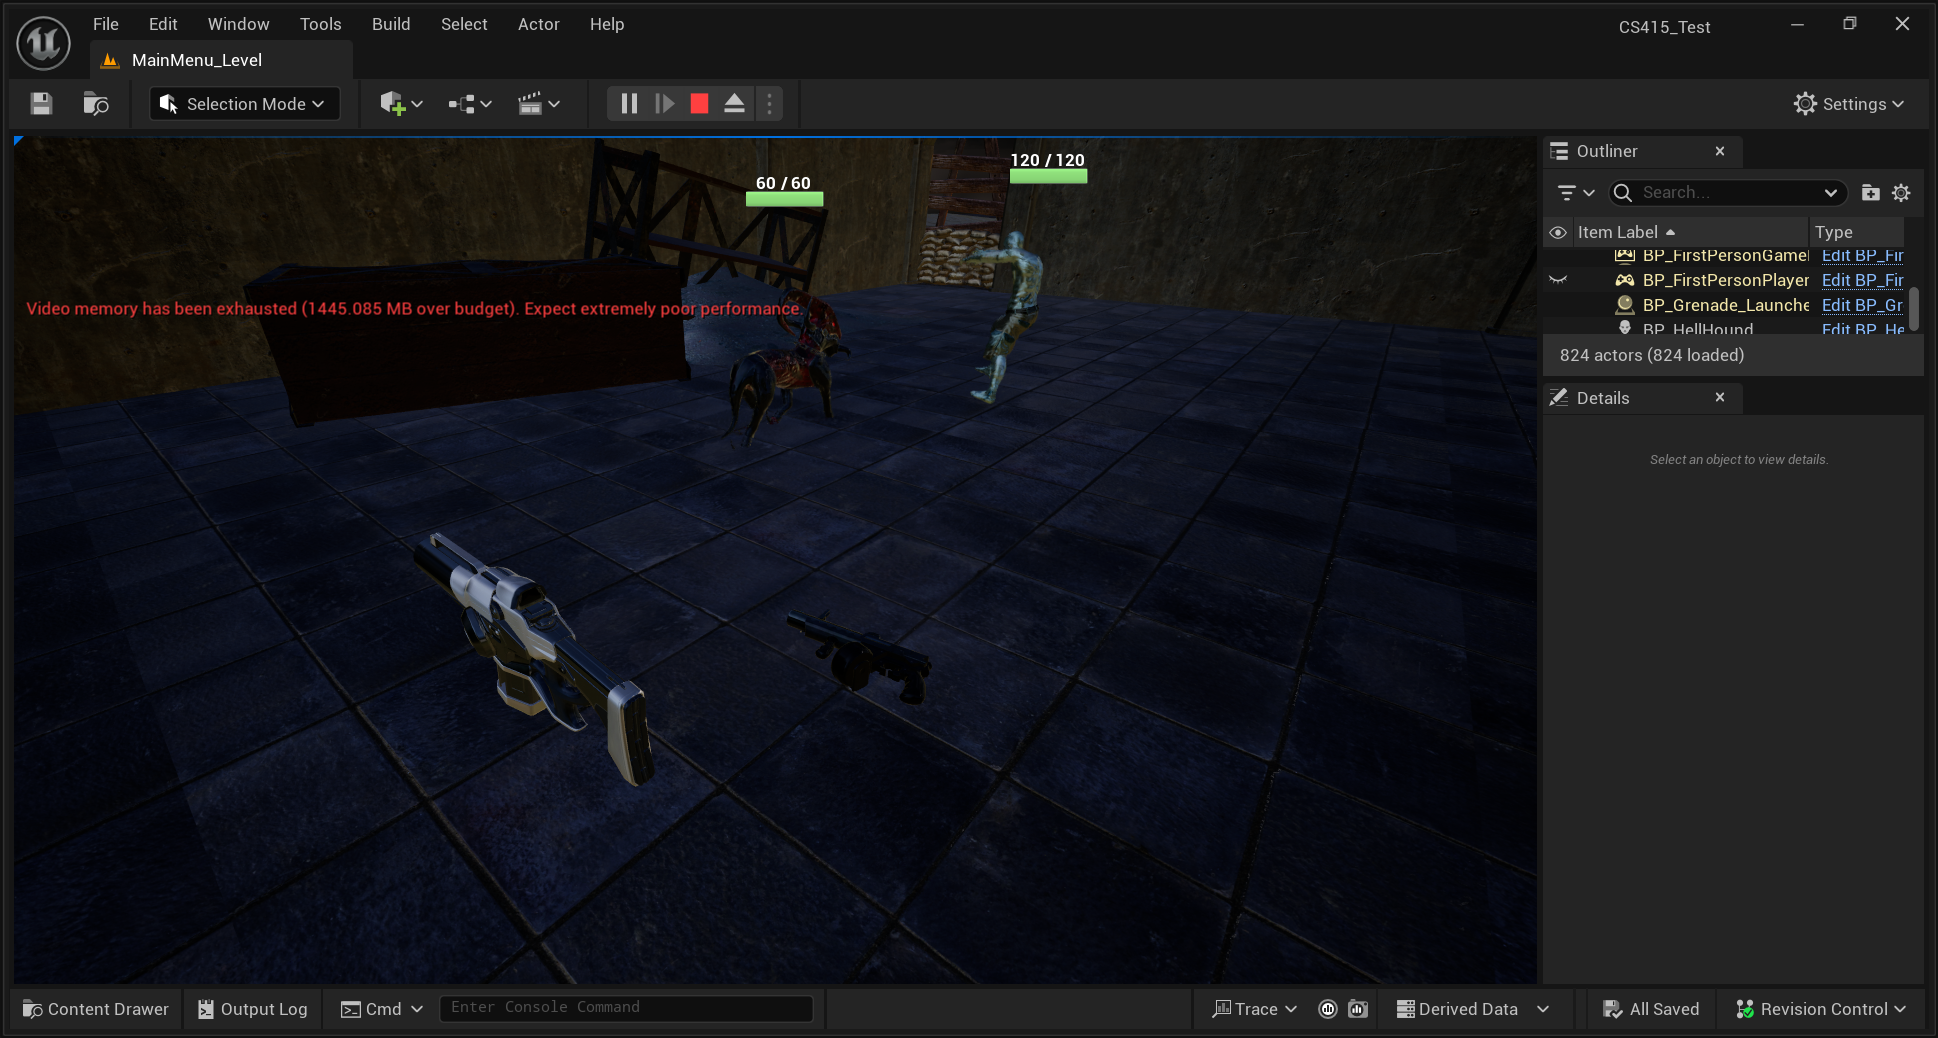 File Edit Window Tools Build Select Actor Help
CS415_Test
MainMenu_Level
Selection Mode
Settings
60 / 60
120 / 120
Video memory has been exhausted (1445.085 MB over budget). Expect extremely poor performance.
Outliner
Search...
Item Label Type
BP_FirstPersonGameI Edit BP_Fir
BP_FirstPersonPlayer Edit BP_Fir
BP_Grenade_Launche Edit BP_Gr
BP_HellHound Edit BP_He
824 actors (824 loaded)
Details
Select an object to view details.
Content Drawer Output Log Cmd Enter Console Command Trace Derived Data All Saved Revision Control